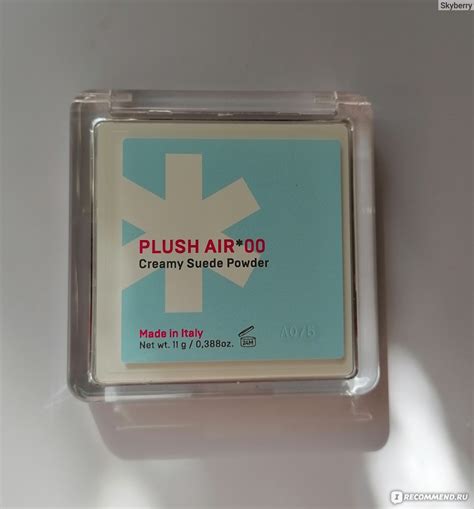 Skyberry
PLUSH AIR*00
Creamy Suede Powder
Made in Italy
Net wt. 11 g / 0,388oz.
24M
A075
I RECOMMEND.RU